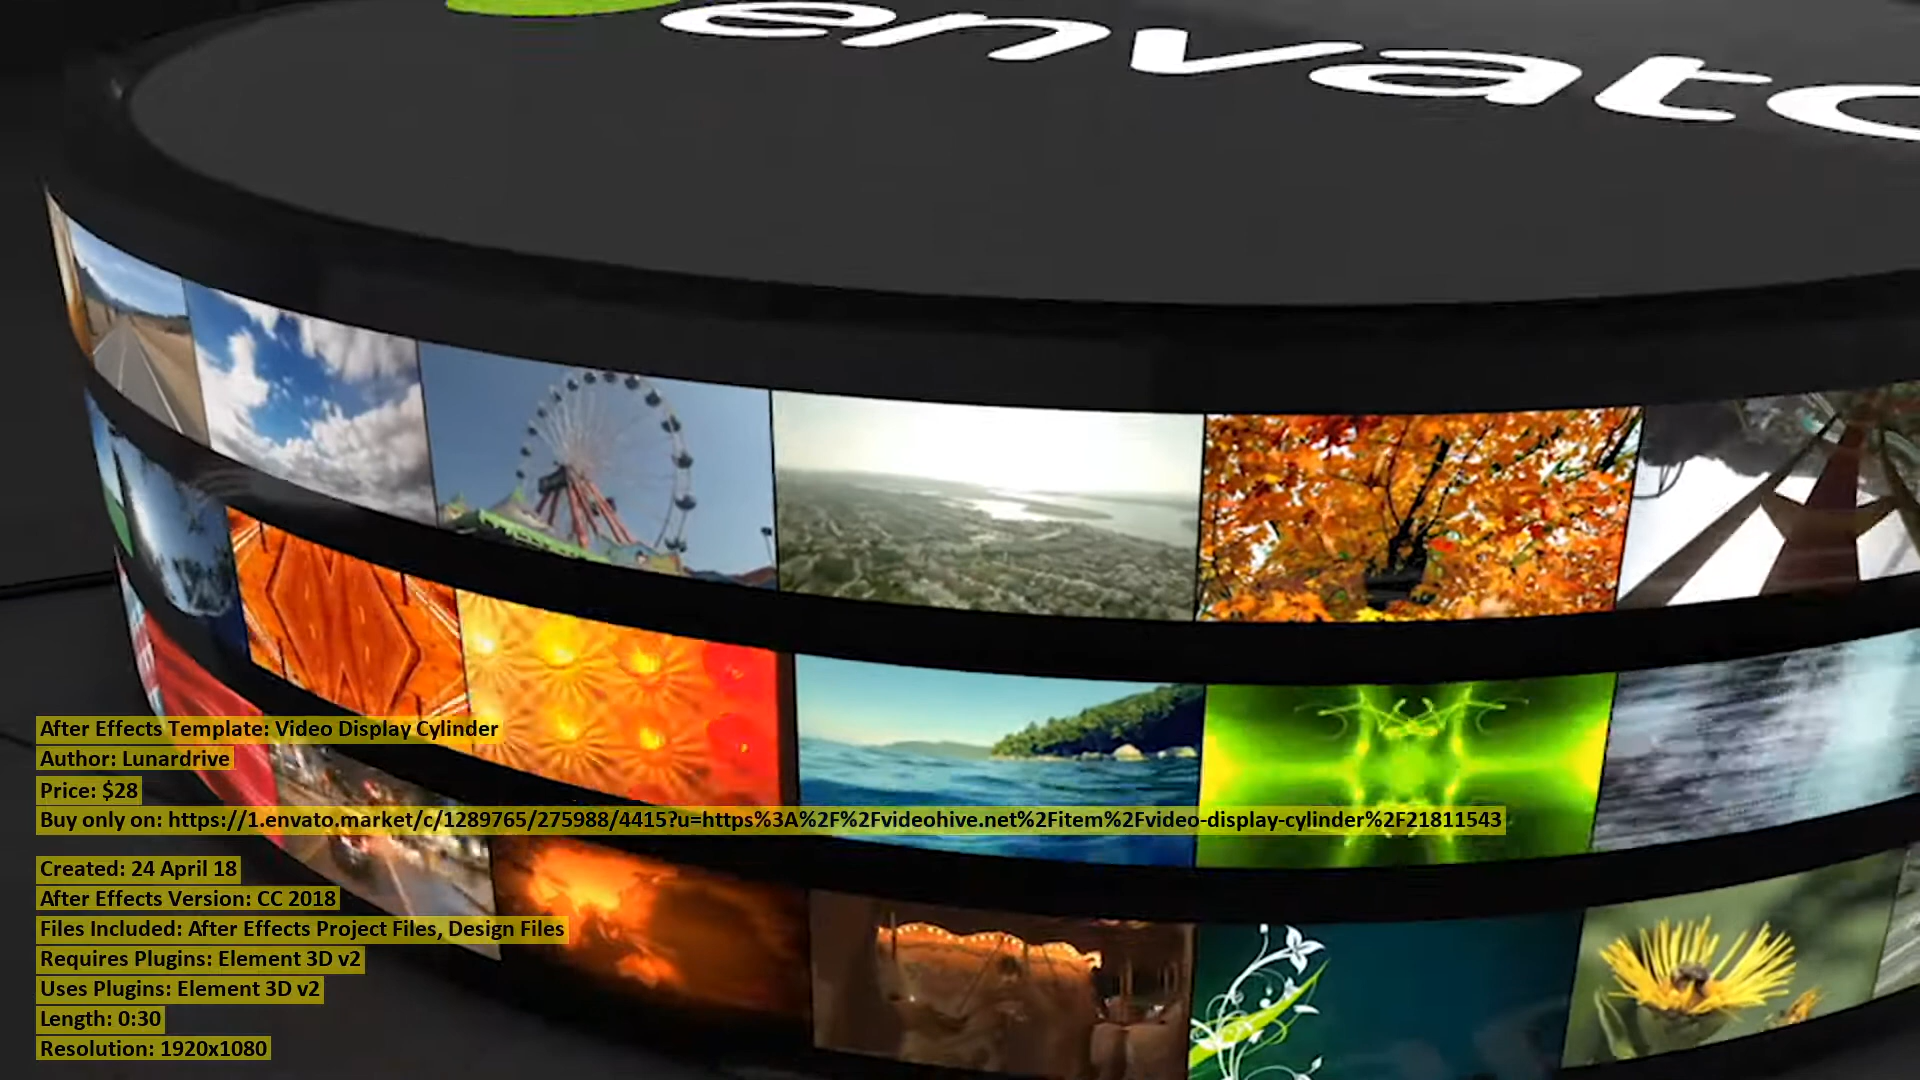 envato
After Effects Template: Video Display Cylinder
Author: Lunardrive
Price: $28
Buy only on: https://1.envato.market/c/1289765/275988/4415?u=https%3A%2F%2Fvideohive.net%2Fitem%2Fvideo-display-cylinder%2F21811543
Created: 24 April 18
After Effects Version: CC 2018
Files Included: After Effects Project Files, Design Files
Requires Plugins: Element 3D v2
Uses Plugins: Element 3D v2
Length: 0:30
Resolution: 1920x1080